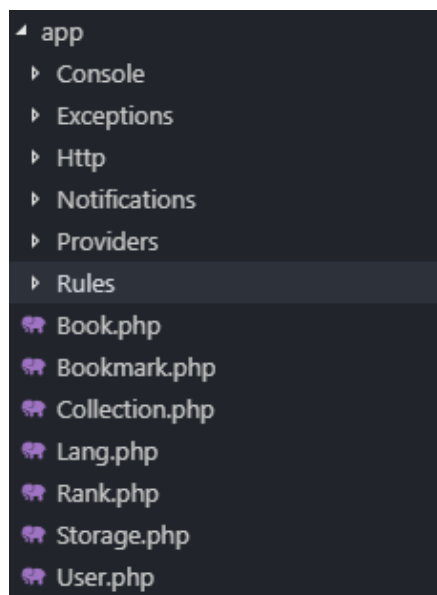 app
Console
Exceptions
Http
Notifications
Providers
Rules
Book.php
Bookmark.php
Collection.php
Lang.php
Rank.php
Storage.php
User.php